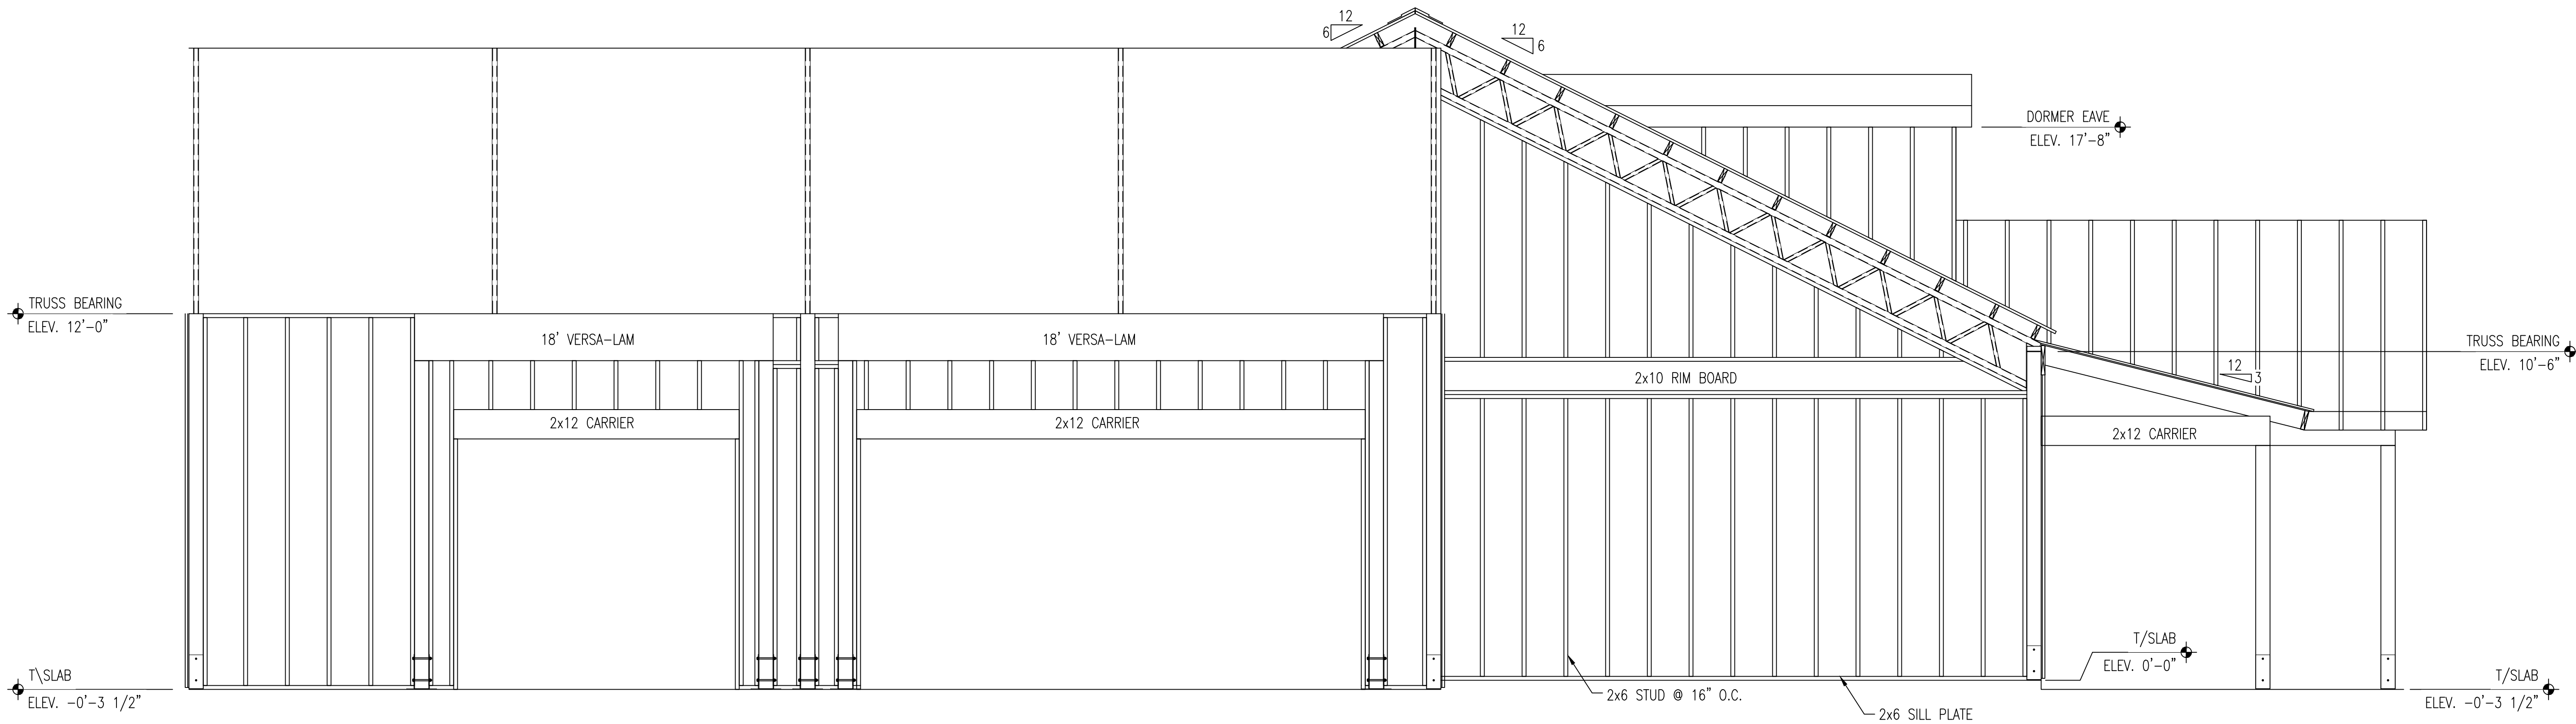 12
6
12
6
DORMER EAVE
ELEV. 17'-8"
TRUSS BEARING
ELEV. 12'-0"
18' VERSA-LAM
18' VERSA-LAM
TRUSS BEARING
ELEV. 10'-6"
2x10 RIM BOARD
12
3
2x12 CARRIER
2x12 CARRIER
2x12 CARRIER
T/SLAB
ELEV. 0'-0"
T\SLAB
ELEV. -0'-3 1/2"
2x6 STUD @ 16" O.C.
2x6 SILL PLATE
T/SLAB
ELEV. -0'-3 1/2"